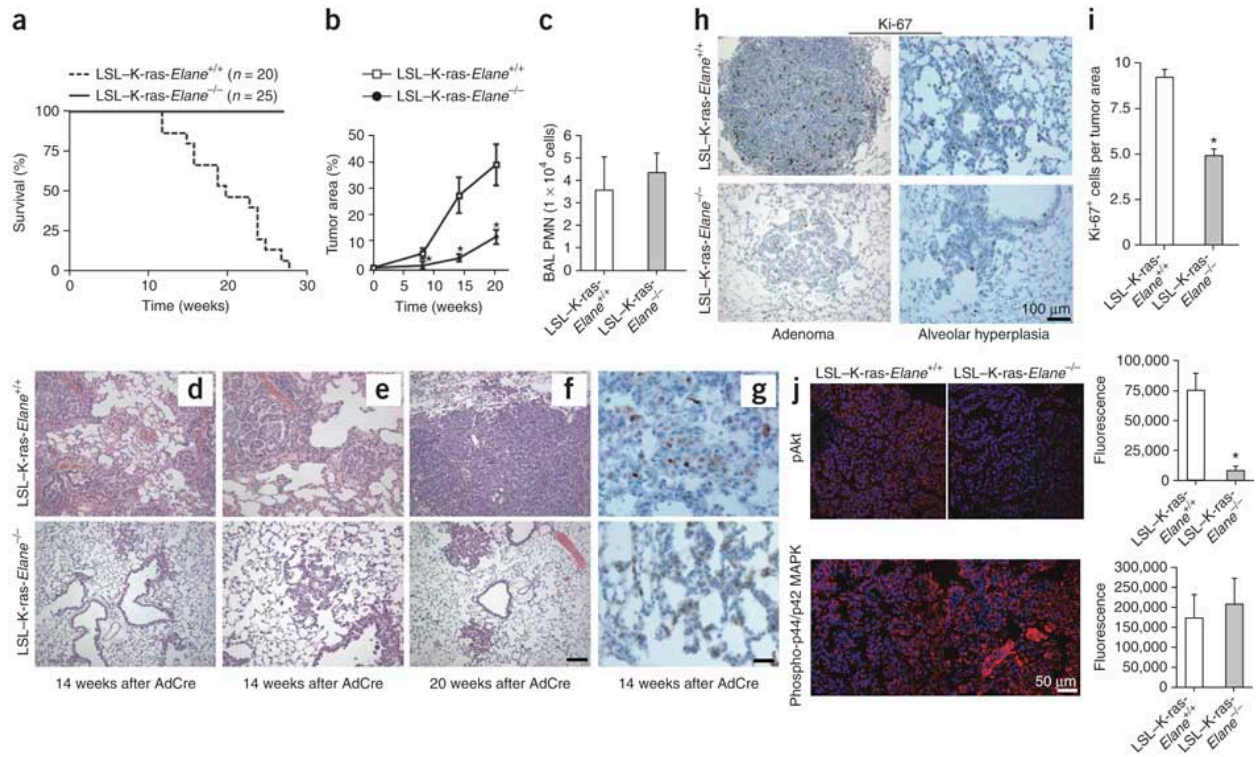 a
LSL–K-ras-Elane+/+ (n = 20)
LSL–K-ras-Elane–/– (n = 25)
Survival (%)
100
50
0
0
10
20
30
Time (weeks)
b
LSL–K-ras-Elane+/+
LSL–K-ras-Elane–/–
Tumor area (%)
50
40
30
20
10
0
*
*
*
0
5
10
15
20
Time (weeks)
c
BAL PMN (1 × 10^4 cells)
6
5
4
3
2
1
0
LSL–K-ras-
Elane+/+
LSL–K-ras-
Elane–/–
h
Ki-67
LSL–K-ras-Elane+/+
LSL–K-ras-Elane–/–
100 μm
Adenoma
Alveolar hyperplasia
i
Ki-67+ cells per tumor area
10
7.5
5.0
2.5
0
*
LSL–K-ras-
Elane+/+
LSL–K-ras-
Elane–/–
d
e
f
g
LSL–K-ras-Elane+/+
LSL–K-ras-Elane–/–
14 weeks after AdCre
14 weeks after AdCre
20 weeks after AdCre
14 weeks after AdCre
j
LSL–K-ras-Elane+/+
LSL–K-ras-Elane–/–
pAkt
Fluorescence
100,000
75,000
50,000
25,000
0
*
LSL–K-ras-
Elane+/+
LSL–K-ras-
Elane–/–
Phospho-p44/p42 MAPK
50 μm
Fluorescence
300,000
250,000
200,000
150,000
100,000
50,000
0
LSL–K-ras-
Elane+/+
LSL–K-ras-
Elane–/–